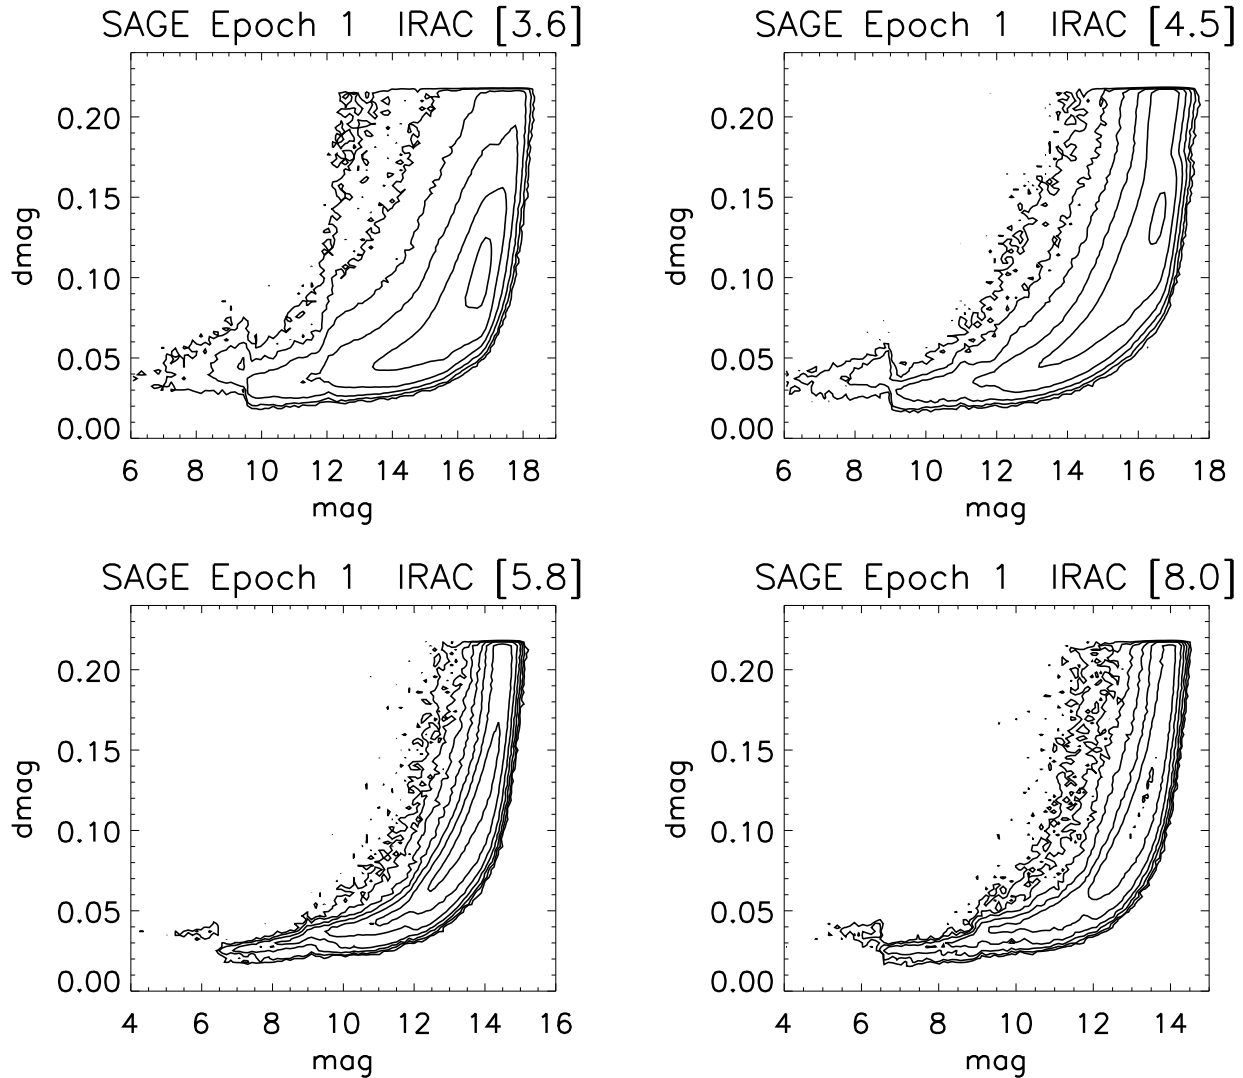 SAGE Epoch 1 IRAC [3.6]
dmag
0.20
0.15
0.10
0.05
0.00
6 8 10 12 14 16 18
mag
SAGE Epoch 1 IRAC [4.5]
dmag
0.20
0.15
0.10
0.05
0.00
6 8 10 12 14 16 18
mag
SAGE Epoch 1 IRAC [5.8]
dmag
0.20
0.15
0.10
0.05
0.00
4 6 8 10 12 14 16
mag
SAGE Epoch 1 IRAC [8.0]
dmag
0.20
0.15
0.10
0.05
0.00
4 6 8 10 12 14
mag